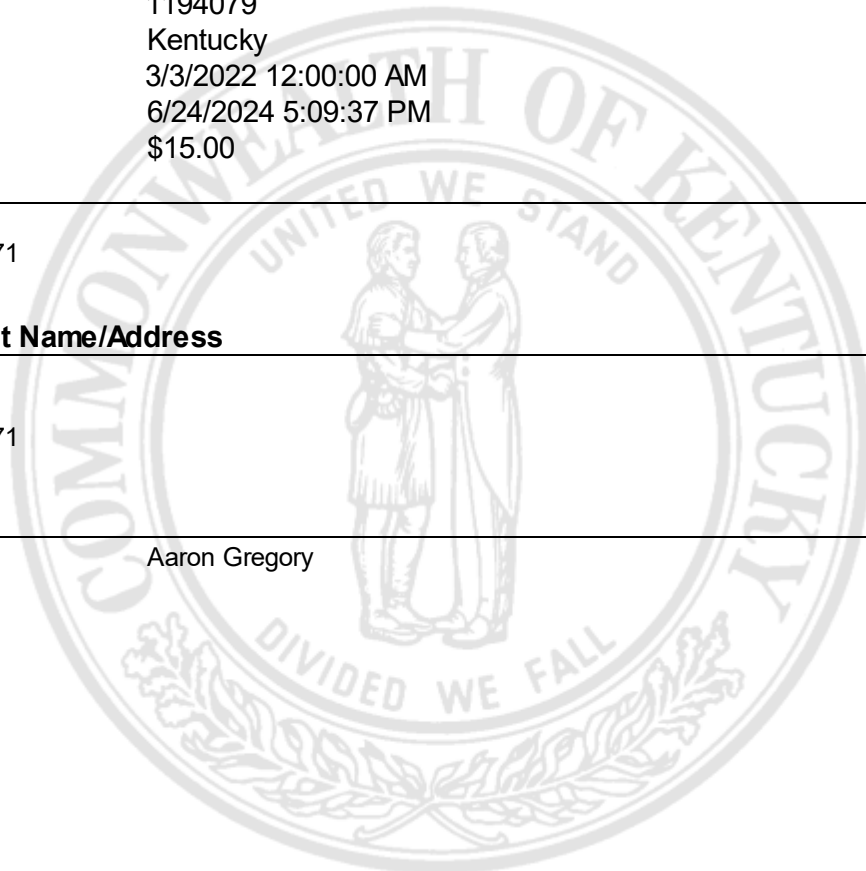 1194079
Kentucky
3/3/2022 12:00:00 AM
6/24/2024 5:09:37 PM
$15.00
71
t Name/Address
71
Aaron Gregory
COMMONWEALTH OF KENTUCKY
UNITED WE STAND
DIVIDED WE FALL